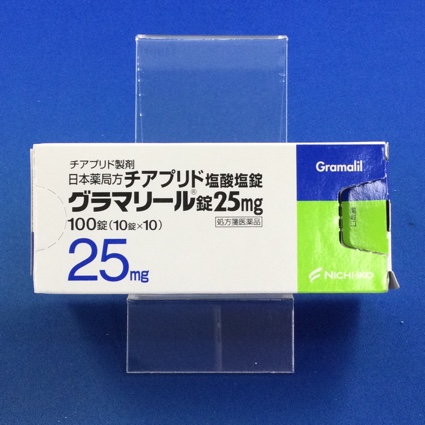 チアプリド製剤
日本薬局方チアプリド塩酸塩錠
グラマリール®錠25mg
100錠(10錠×10)
処方箋医薬品
25mg
Gramalil®
NICHI-IKO